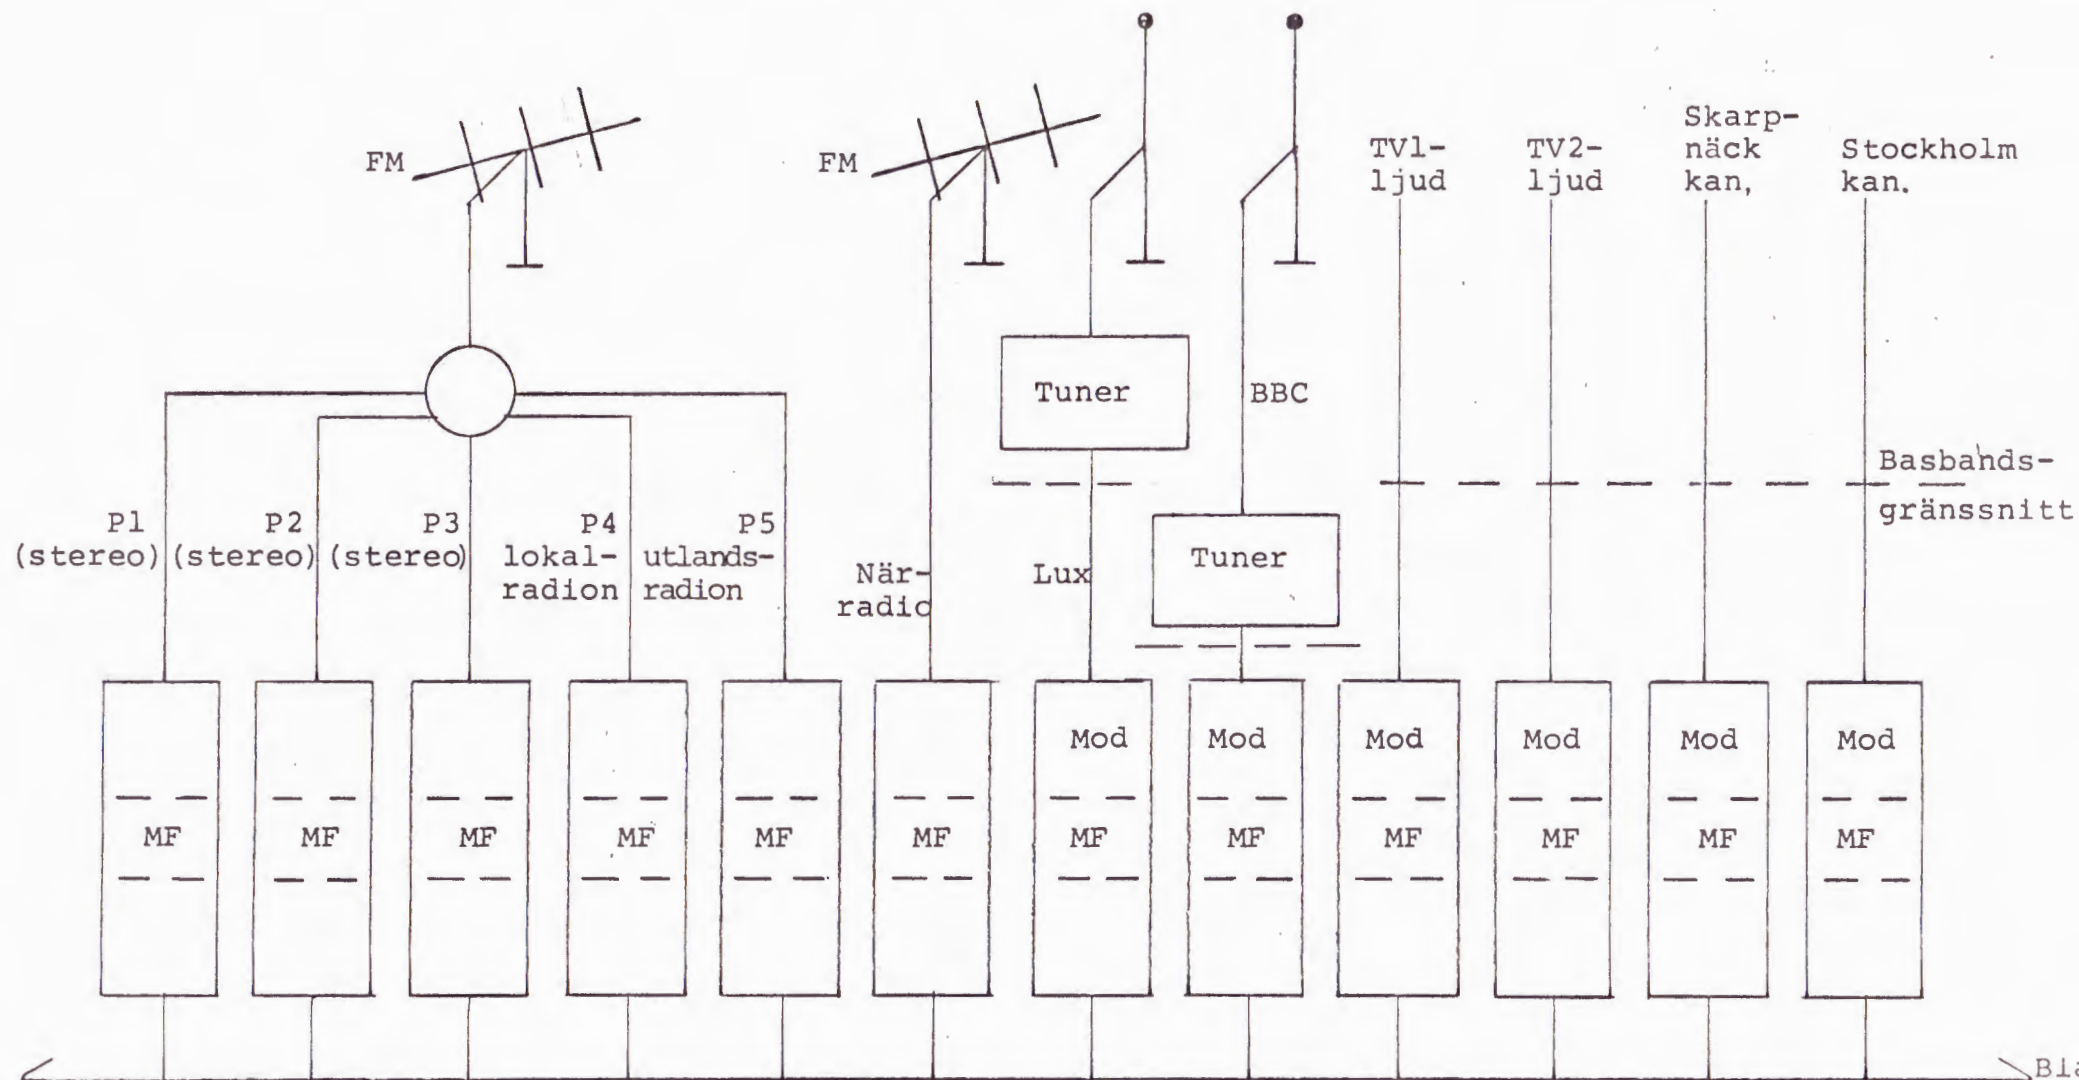 FM
FM
TV1-
ljud
TV2-
ljud
Skarp-
näck
kan,
Stockholm
kan.
Tuner
BBC
Basbands-
gränssnitt
P1
(stereo)
P2
(stereo)
P3
(stereo)
P4
lokal-
radion
P5
utlands-
radion
När-
radio
Lux
Tuner
Mod
Mod
Mod
Mod
Mod
Mod
MF
MF
MF
MF
MF
MF
MF
MF
MF
MF
MF
MF